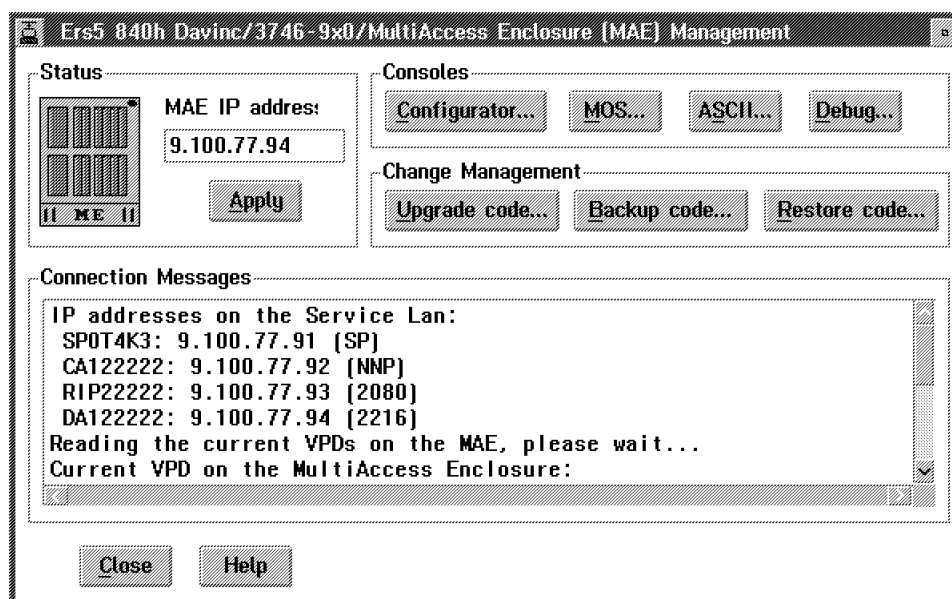 Ers5 840h Davinc/3746-9x0/MultiAccess Enclosure (MAE) Management
Status
MAE IP address
9.100.77.94
Apply
|| ME ||
Consoles
Configurator... MOS... ASCII... Debug...
Change Management
Upgrade code... Backup code... Restore code...
Connection Messages
IP addresses on the Service Lan:
SP0T4K3: 9.100.77.91 (SP)
CA122222: 9.100.77.92 (NNP)
RIP22222: 9.100.77.93 (2080)
DA122222: 9.100.77.94 (2216)
Reading the current VPDs on the MAE, please wait...
Current VPD on the MultiAccess Enclosure:
Close Help